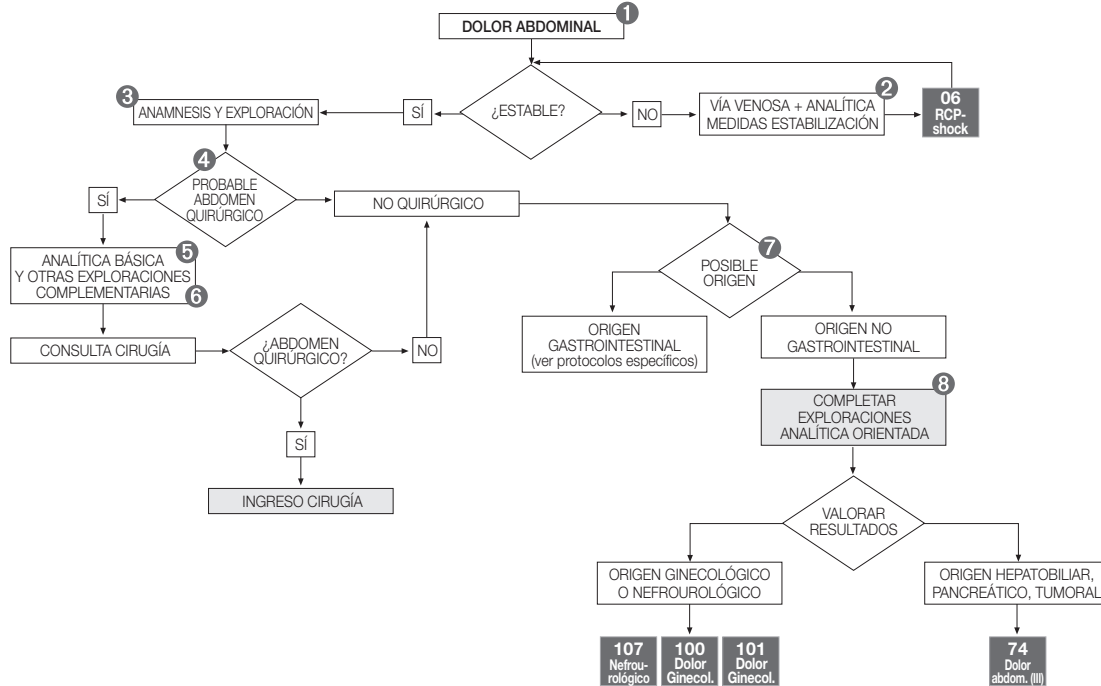 1
DOLOR ABDOMINAL
¿ESTABLE?
SÍ
NO
2
VÍA VENOSA + ANALÍTICA
MEDIDAS ESTABILIZACIÓN
06
RCP-
shock
3
ANAMNESIS Y EXPLORACIÓN
4
PROBABLE
ABDOMEN
QUIRÚRGICO
SÍ
NO QUIRÚRGICO
5
ANALÍTICA BÁSICA
Y OTRAS EXPLORACIONES
COMPLEMENTARIAS
6
CONSULTA CIRUGÍA
¿ABDOMEN
QUIRÚRGICO?
NO
SÍ
INGRESO CIRUGÍA
7
POSIBLE
ORIGEN
ORIGEN
GASTROINTESTINAL
(ver protocolos específicos)
ORIGEN NO
GASTROINTESTINAL
8
COMPLETAR
EXPLORACIONES
ANALÍTICA ORIENTADA
VALORAR
RESULTADOS
ORIGEN GINECOLÓGICO
O NEFROUROLÓGICO
ORIGEN HEPATOBILIAR,
PANCREÁTICO, TUMORAL
107
Nefrou-
rológico
100
Dolor
Ginecol.
101
Dolor
Ginecol.
74
Dolor
abdom. (III)